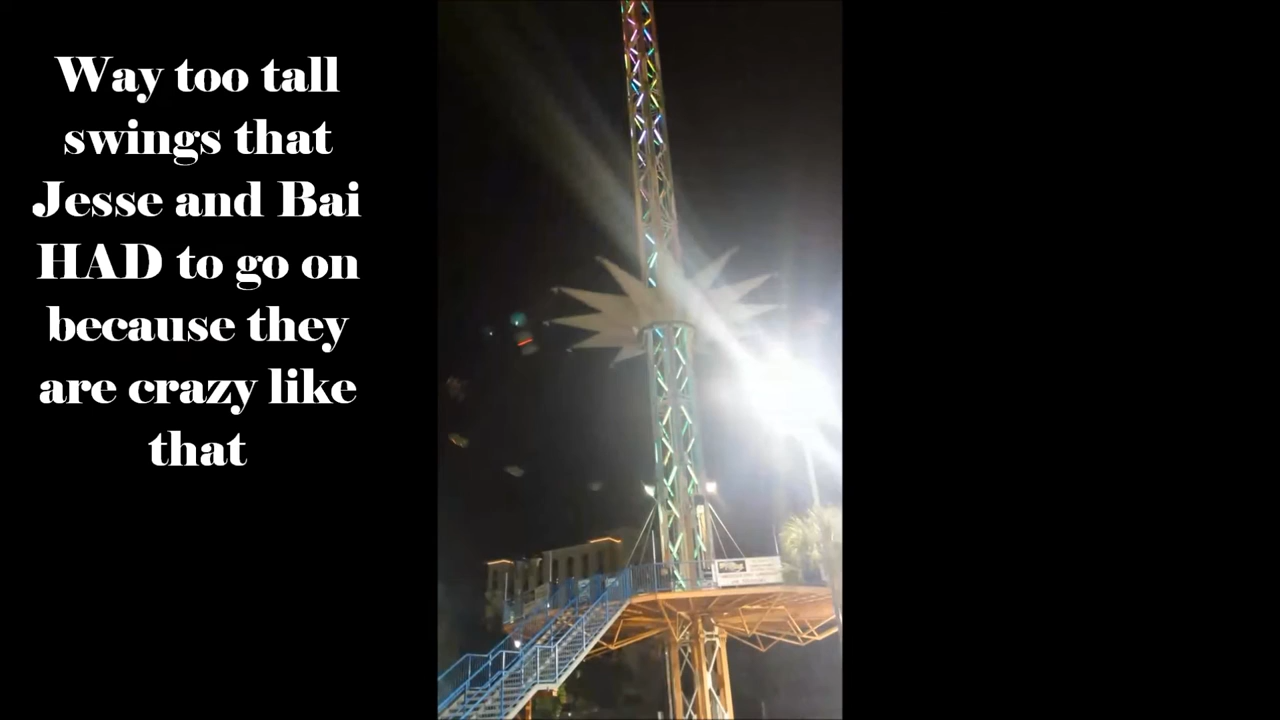 Way too tall
swings that
Jesse and Bai
HAD to go on
because they
are crazy like
that